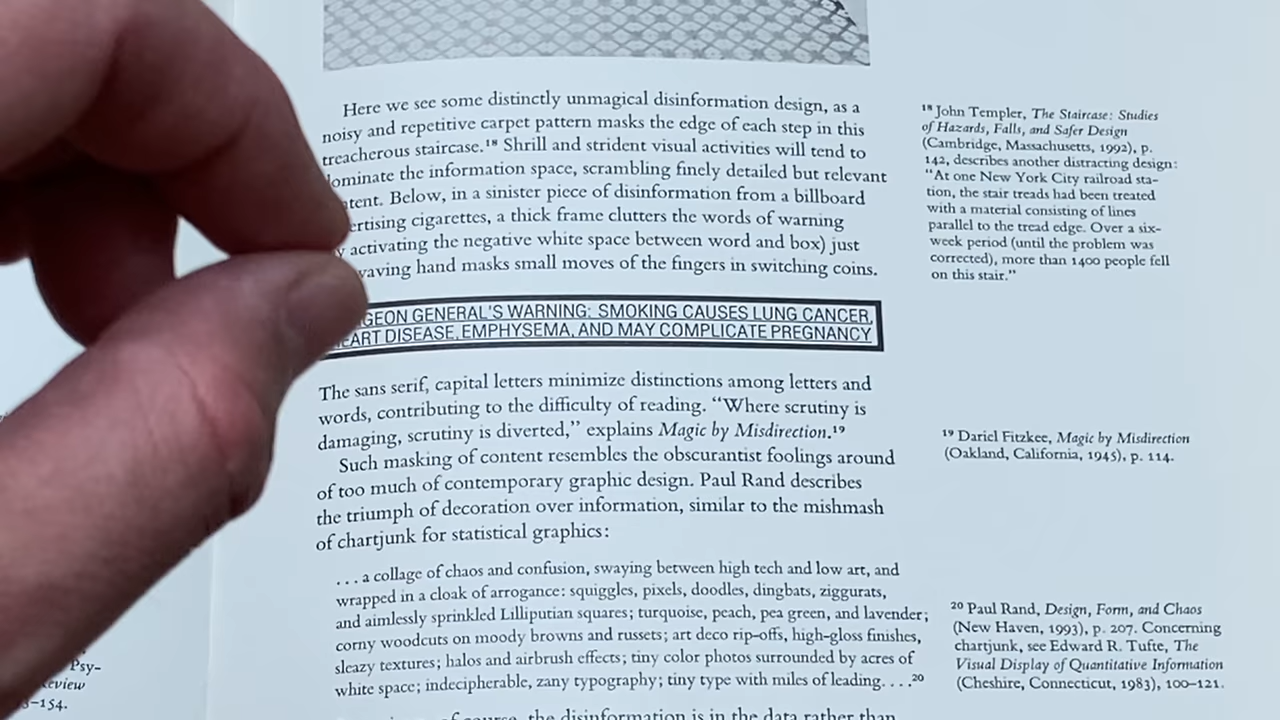 Here we see some distinctly unmagical disinformation design, as a
noisy and repetitive carpet pattern masks the edge of each step in this
treacherous staircase.¹⁸ Shrill and strident visual activities will tend to
dominate the information space, scrambling finely detailed but relevant
Below, in a sinister piece of disinformation from a billboard
cigarettes, a thick frame clutters the words of warning
activating the negative white space between word and box) just
waving hand masks small moves of the fingers in switching coins.
GENERAL'S WARNING: SMOKING CAUSES LUNG CANCER,
HEART DISEASE, EMPHYSEMA, AND MAY COMPLICATE PREGNANCY
The sans serif, capital letters minimize distinctions among letters and
words, contributing to the difficulty of reading. “Where scrutiny is
damaging, scrutiny is diverted,” explains Magic by Misdirection.¹⁹
Such masking of content resembles the obscurantist foolings around
of too much of contemporary graphic design. Paul Rand describes
the triumph of decoration over information, similar to the mishmash
of chartjunk for statistical graphics:
. . . a collage of chaos and confusion, swaying between high tech and low art, and
wrapped in a cloak of arrogance: squiggles, pixels, doodles, dingbats, ziggurats,
and aimlessly sprinkled Lilliputian squares; turquoise, peach, pea green, and lavender;
corny woodcuts on moody browns and russets; art deco rip-offs, high-gloss finishes,
sleazy textures; halos and airbrush effects; tiny color photos surrounded by acres of
white space; indecipherable, zany typography; tiny type with miles of leading. . . .²⁰
of course, the disinformation is in the data rather than
¹⁸ John Templer, The Staircase: Studies
of Hazards, Falls, and Safer Design
(Cambridge, Massachusetts, 1992), p.
142, describes another distracting design:
“At one New York City railroad sta-
tion, the stair treads had been treated
with a material consisting of lines
parallel to the tread edge. Over a six-
week period (until the problem was
corrected), more than 1400 people fell
on this stair.”
¹⁹ Dariel Fitzkee, Magic by Misdirection
(Oakland, California, 1945), p. 114.
²⁰ Paul Rand, Design, Form, and Chaos
(New Haven, 1993), p. 207. Concerning
chartjunk, see Edward R. Tufte, The
Visual Display of Quantitative Information
(Cheshire, Connecticut, 1983), 100–121.
Psy-
–154.